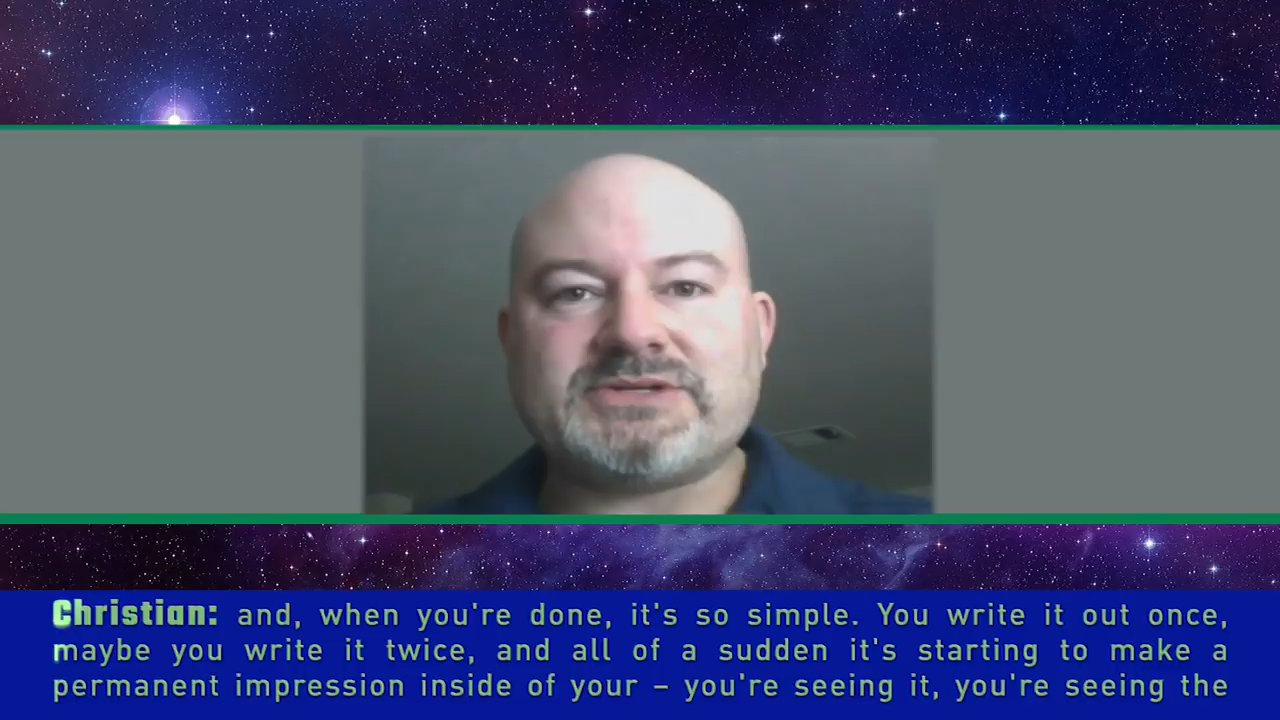 Christian: and, when you're done, it's so simple. You write it out once,
maybe you write it twice, and all of a sudden it's starting to make a
permanent impression inside of your – you're seeing it, you're seeing the